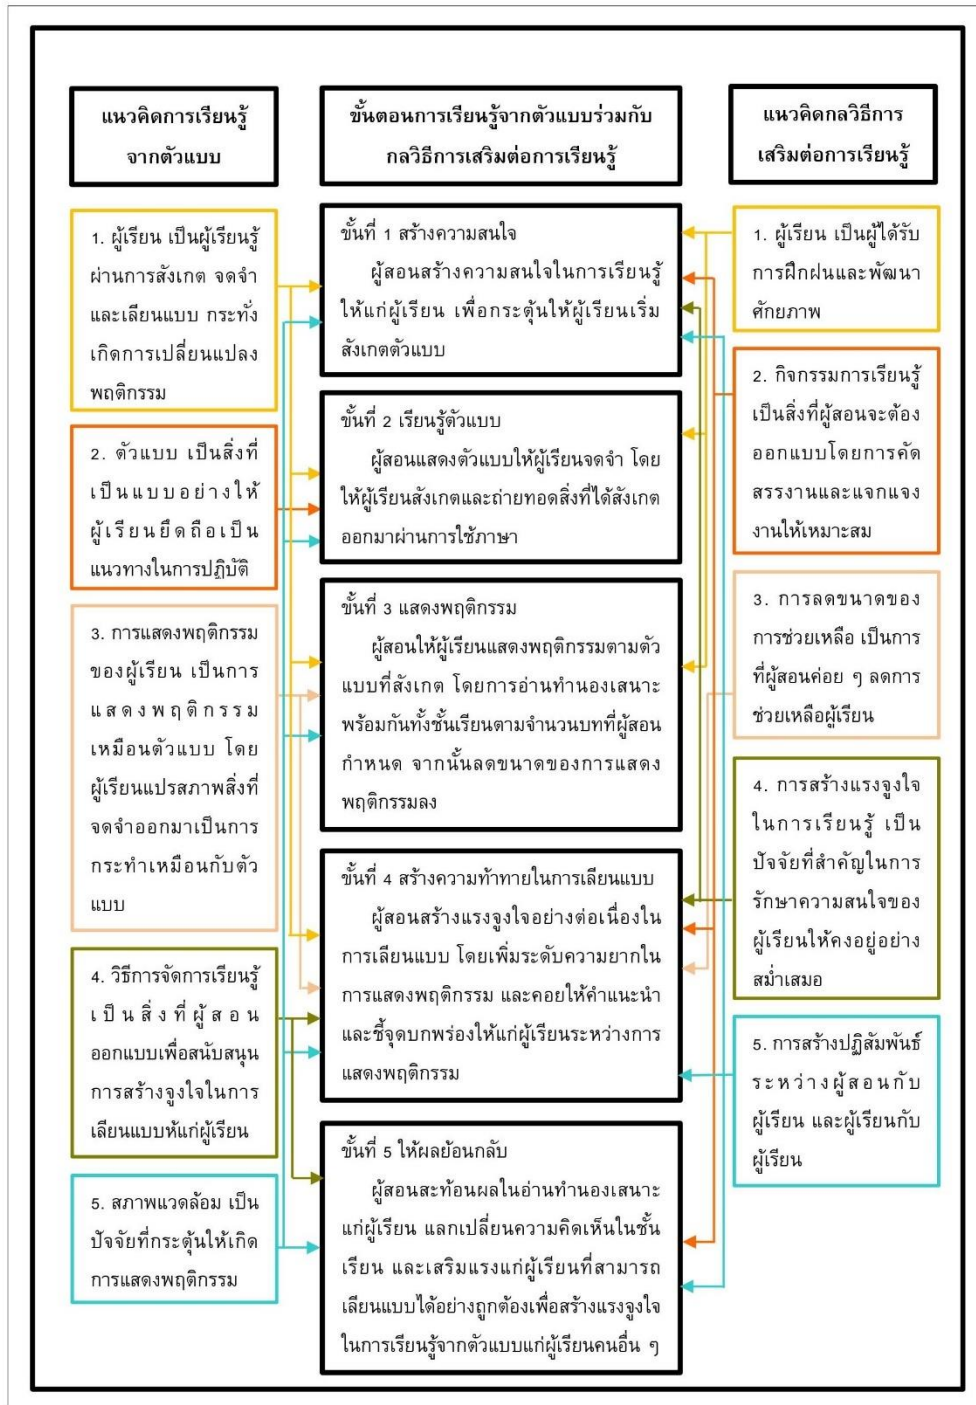 แนวคิดการเรียนรู้
จากตัวแบบ
ขั้นตอนการเรียนรู้จากตัวแบบร่วมกับ
กลวิธีการเสริมต่อการเรียนรู้
แนวคิดกลวิธีการ
เสริมต่อการเรียนรู้
1. ผู้เรียน เป็นผู้เรียนรู้
ผ่านการสังเกต จดจำ
และเลียนแบบ กระทั่ง
เกิดการเปลี่ยนแปลง
พฤติกรรม
2. ตัวแบบ เป็นสิ่งที่
เป็นแบบอย่างให้
ผู้เรียนยึดถือเป็น
แนวทางในการปฏิบัติ
3. การแสดงพฤติกรรม
ของผู้เรียน เป็นการ
แสดงพฤติกรรม
เหมือนตัวแบบ โดย
ผู้เรียนแปรสภาพสิ่งที่
จดจำออกมาเป็นการ
กระทำเหมือนกับตัว
แบบ
4. วิธีการจัดการเรียนรู้
เป็นสิ่งที่ผู้สอน
ออกแบบเพื่อสนับสนุน
การสร้างจูงใจในการ
เลียนแบบห้แก่ผู้เรียน
5. สภาพแวดล้อม เป็น
ปัจจัยที่กระตุ้นให้เกิด
การแสดงพฤติกรรม
ขั้นที่ 1 สร้างความสนใจ
ผู้สอนสร้างความสนใจในการเรียนรู้
ให้แก่ผู้เรียน เพื่อกระตุ้นให้ผู้เรียนเริ่ม
สังเกตตัวแบบ
ขั้นที่ 2 เรียนรู้ตัวแบบ
ผู้สอนแสดงตัวแบบให้ผู้เรียนจดจำ โดย
ให้ผู้เรียนสังเกตและถ่ายทอดสิ่งที่ได้สังเกต
ออกมาผ่านการใช้ภาษา
ขั้นที่ 3 แสดงพฤติกรรม
ผู้สอนให้ผู้เรียนแสดงพฤติกรรมตามตัว
แบบที่สังเกต โดยการอ่านทำนองเสนาะ
พร้อมกันทั้งชั้นเรียนตามจำนวนบทที่ผู้สอน
กำหนด จากนั้นลดขนาดของการแสดง
พฤติกรรมลง
ขั้นที่ 4 สร้างความท้าทายในการเลียนแบบ
ผู้สอนสร้างแรงจูงใจอย่างต่อเนื่องใน
การเลียนแบบ โดยเพิ่มระดับความยากใน
การแสดงพฤติกรรม และคอยให้คำแนะนำ
และชี้จุดบกพร่องให้แก่ผู้เรียนระหว่างการ
แสดงพฤติกรรม
ขั้นที่ 5 ให้ผลย้อนกลับ
ผู้สอนสะท้อนผลในอ่านทำนองเสนาะ
แก่ผู้เรียน แลกเปลี่ยนความคิดเห็นในชั้น
เรียน และเสริมแรงแก่ผู้เรียนที่สามารถ
เลียนแบบได้อย่างถูกต้องเพื่อสร้างแรงจูงใจ
ในการเรียนรู้จากตัวแบบแก่ผู้เรียนคนอื่น ๆ
1. ผู้เรียน เป็นผู้ได้รับ
การฝึกฝนและพัฒนา
ศักยภาพ
2. กิจกรรมการเรียนรู้
เป็นสิ่งที่ผู้สอนจะต้อง
ออกแบบโดยการคัด
สรรงานและแจกแจง
งานให้เหมาะสม
3. การลดขนาดของ
การช่วยเหลือ เป็นการ
ที่ผู้สอนค่อย ๆ ลดการ
ช่วยเหลือผู้เรียน
4. การสร้างแรงจูงใจ
ในการเรียนรู้ เป็น
ปัจจัยที่สำคัญในการ
รักษาความสนใจของ
ผู้เรียนให้คงอยู่อย่าง
สม่ำเสมอ
5. การสร้างปฏิสัมพันธ์
ระหว่างผู้สอนกับ
ผู้เรียน และผู้เรียนกับ
ผู้เรียน